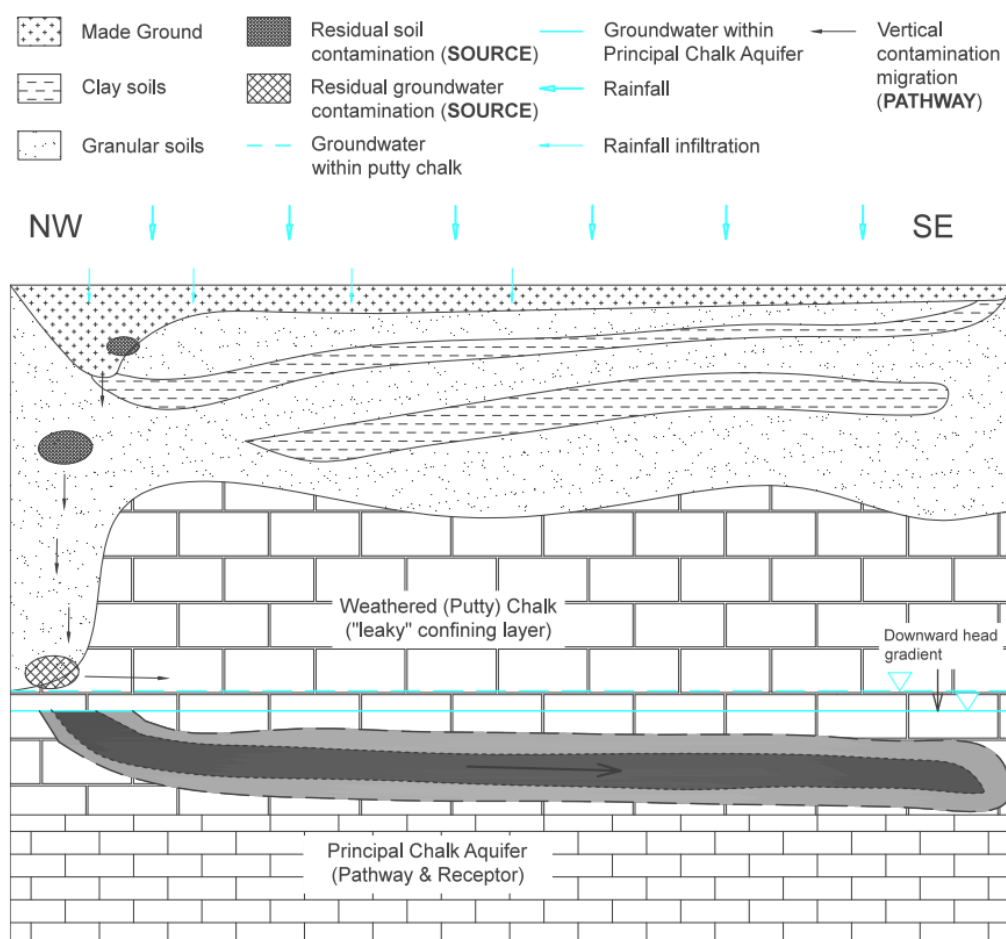 Made Ground
Clay soils
Granular soils
Residual soil
contamination (SOURCE)
Residual groundwater
contamination (SOURCE)
Groundwater
within putty chalk
Groundwater within
Principal Chalk Aquifer
Rainfall
Rainfall infiltration
Vertical
contamination
migration
(PATHWAY)
NW
SE
Weathered (Putty) Chalk
("leaky" confining layer)
Downward head
gradient
Principal Chalk Aquifer
(Pathway & Receptor)